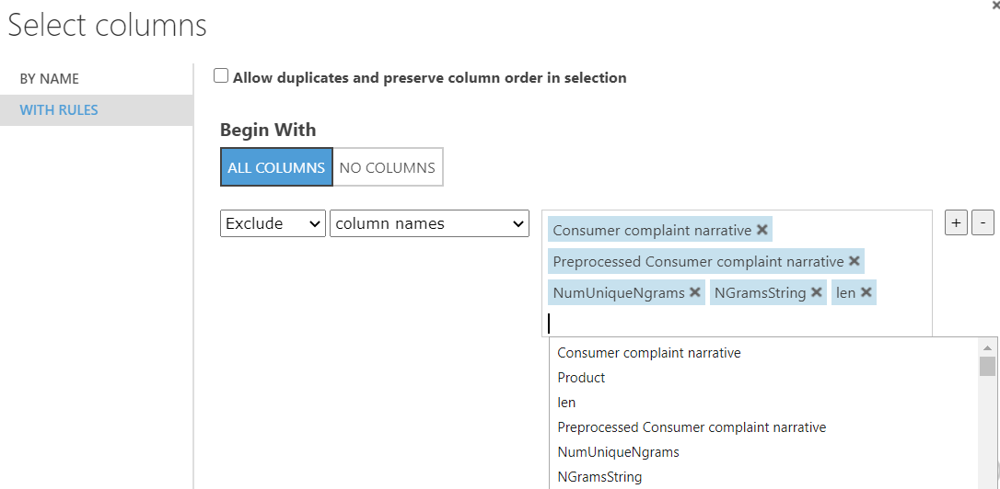 Select columns
BY NAME
WITH RULES
Allow duplicates and preserve column order in selection
Begin With
ALL COLUMNS NO COLUMNS
Exclude column names
Consumer complaint narrative
Preprocessed Consumer complaint narrative
NumUniqueNgrams NGramsString len
+ -
Consumer complaint narrative
Product
len
Preprocessed Consumer complaint narrative
NumUniqueNgrams
NGramsString